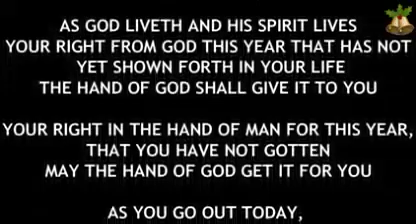 AS GOD LIVETH AND HIS SPIRIT LIVES
YOUR RIGHT FROM GOD THIS YEAR THAT HAS NOT
YET SHOWN FORTH IN YOUR LIFE
THE HAND OF GOD SHALL GIVE IT TO YOU
YOUR RIGHT IN THE HAND OF MAN FOR THIS YEAR,
THAT YOU HAVE NOT GOTTEN
MAY THE HAND OF GOD GET IT FOR YOU
AS YOU GO OUT TODAY,